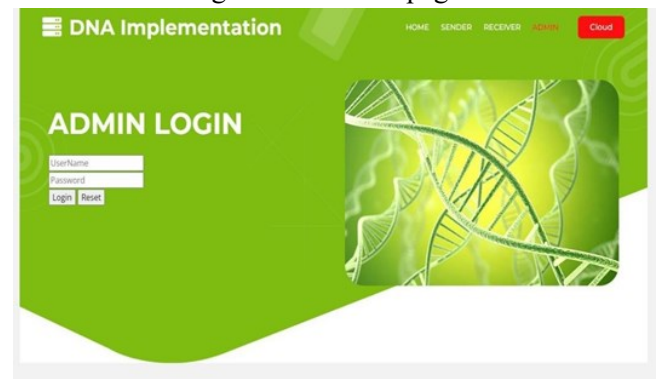 DNA Implementation
HOME SENDER RECEIVER ADMIN Cloud
ADMIN LOGIN
UserName
Password
Login Reset